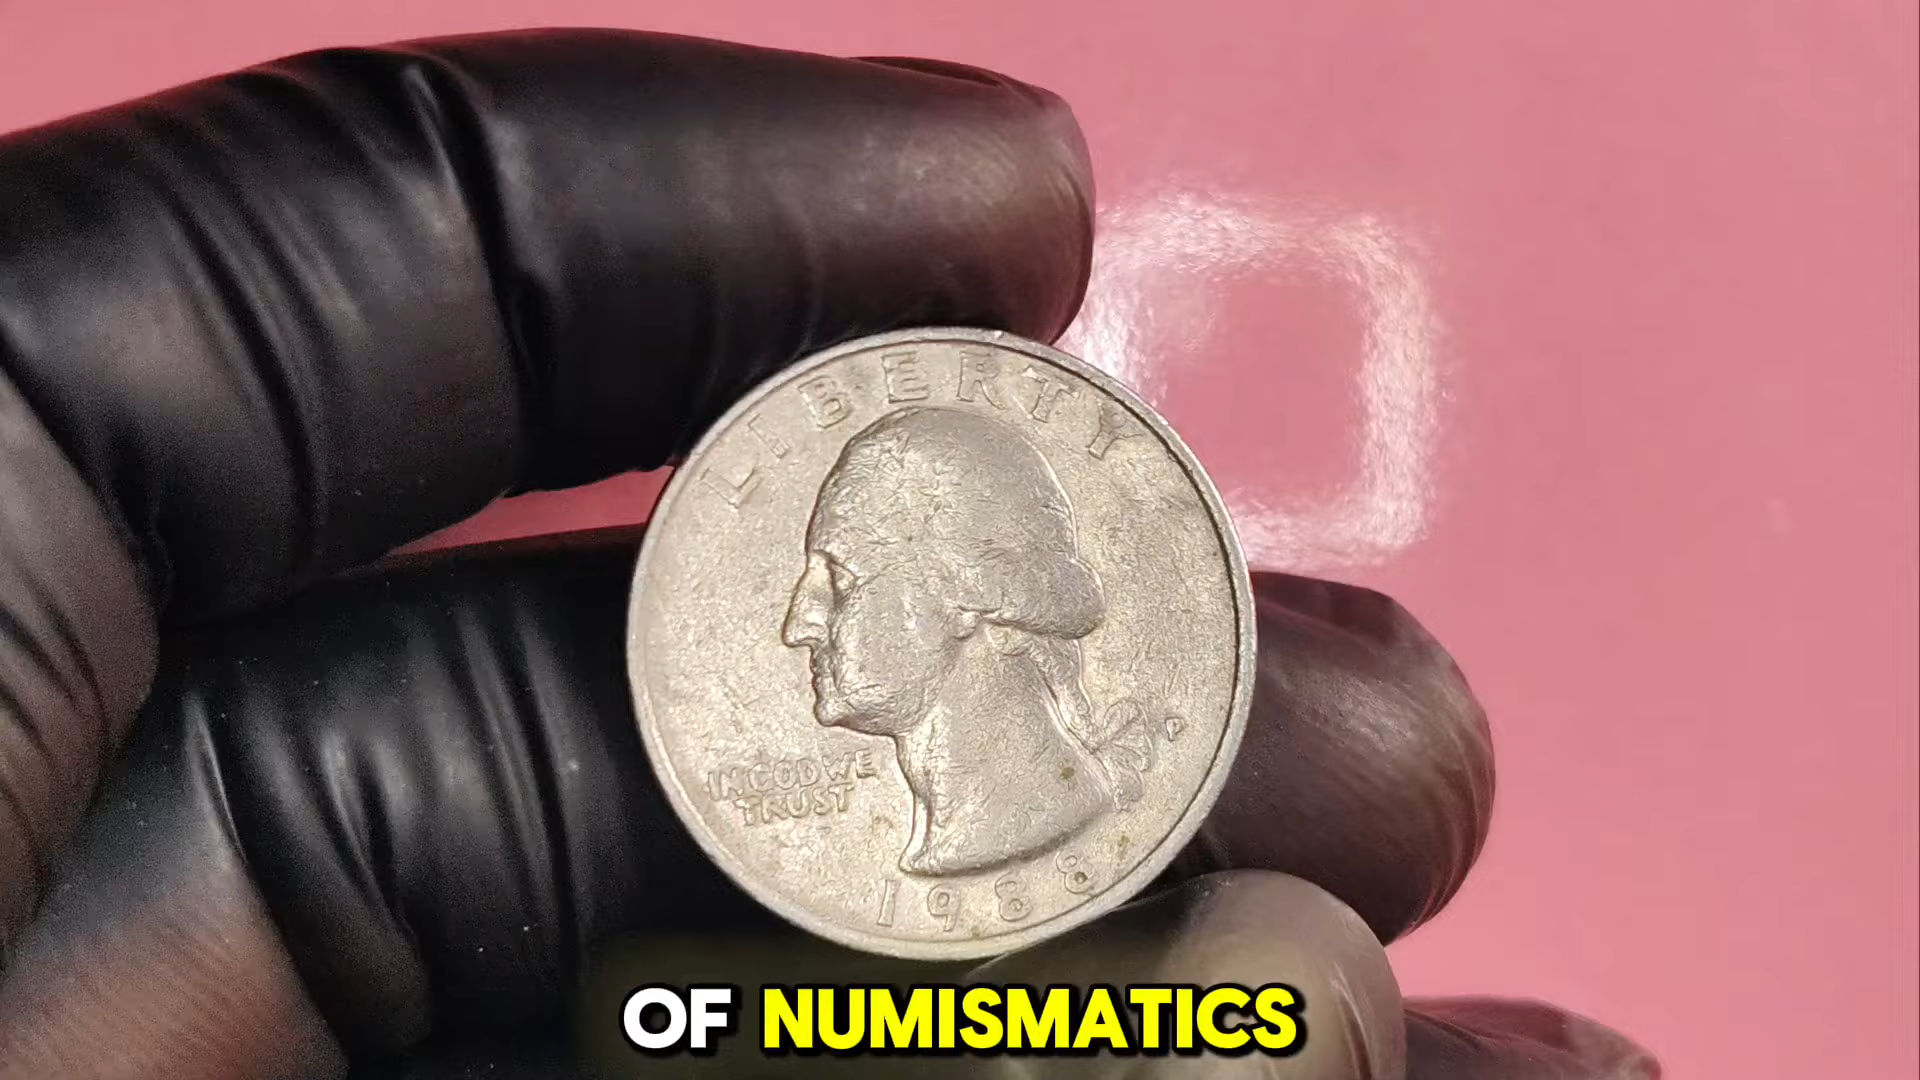 LIBERTY
IN GOD WE
TRUST
P
1988
OF NUMISMATICS